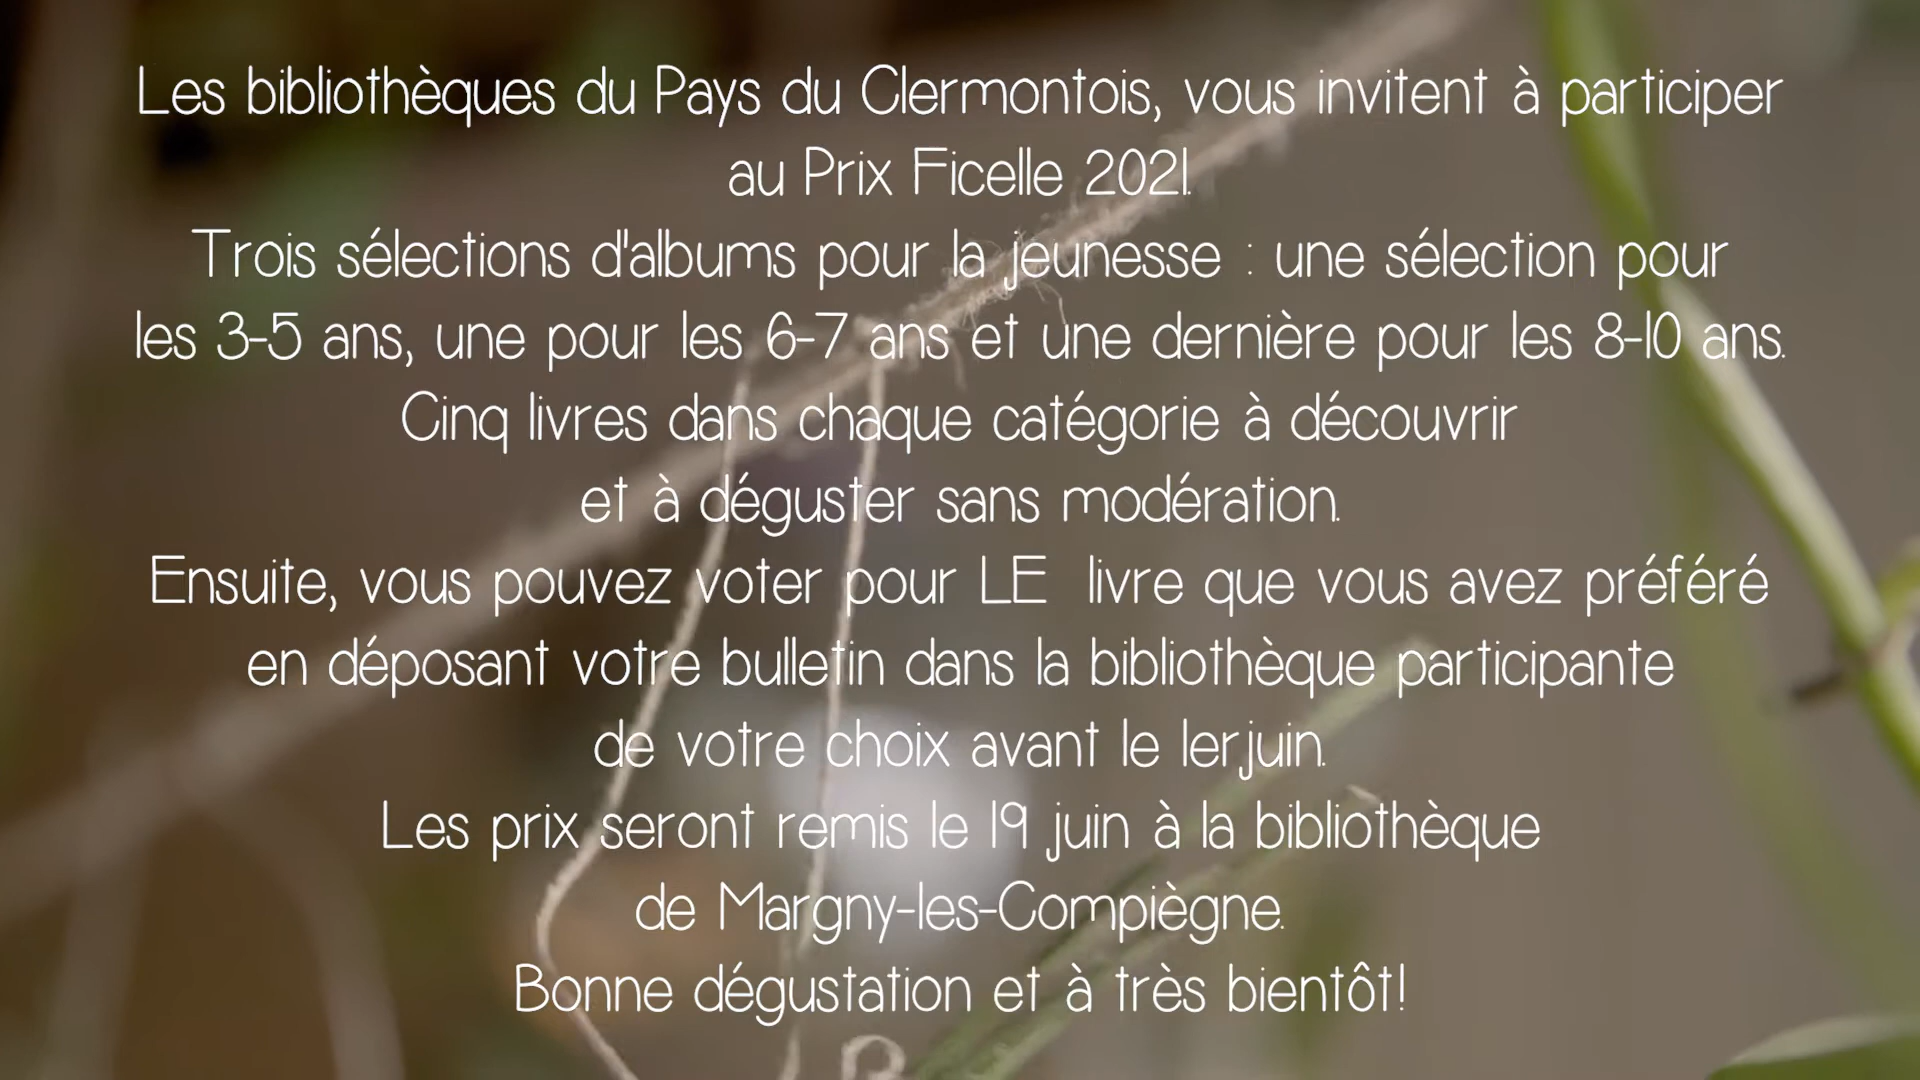 Les bibliothèques du Pays du Clermontois, vous invitent à participer
au Prix Ficelle 2021.
Trois sélections d'albums pour la jeunesse : une sélection pour
les 3-5 ans, une pour les 6-7 ans et une dernière pour les 8-10 ans.
Cinq livres dans chaque catégorie à découvrir
et à déguster sans modération.
Ensuite, vous pouvez voter pour LE  livre que vous avez préféré
en déposant votre bulletin dans la bibliothèque participante
de votre choix avant le 1er juin.
Les prix seront remis le 19 juin à la bibliothèque
de Margny-les-Compiègne.
Bonne dégustation et à très bientôt!